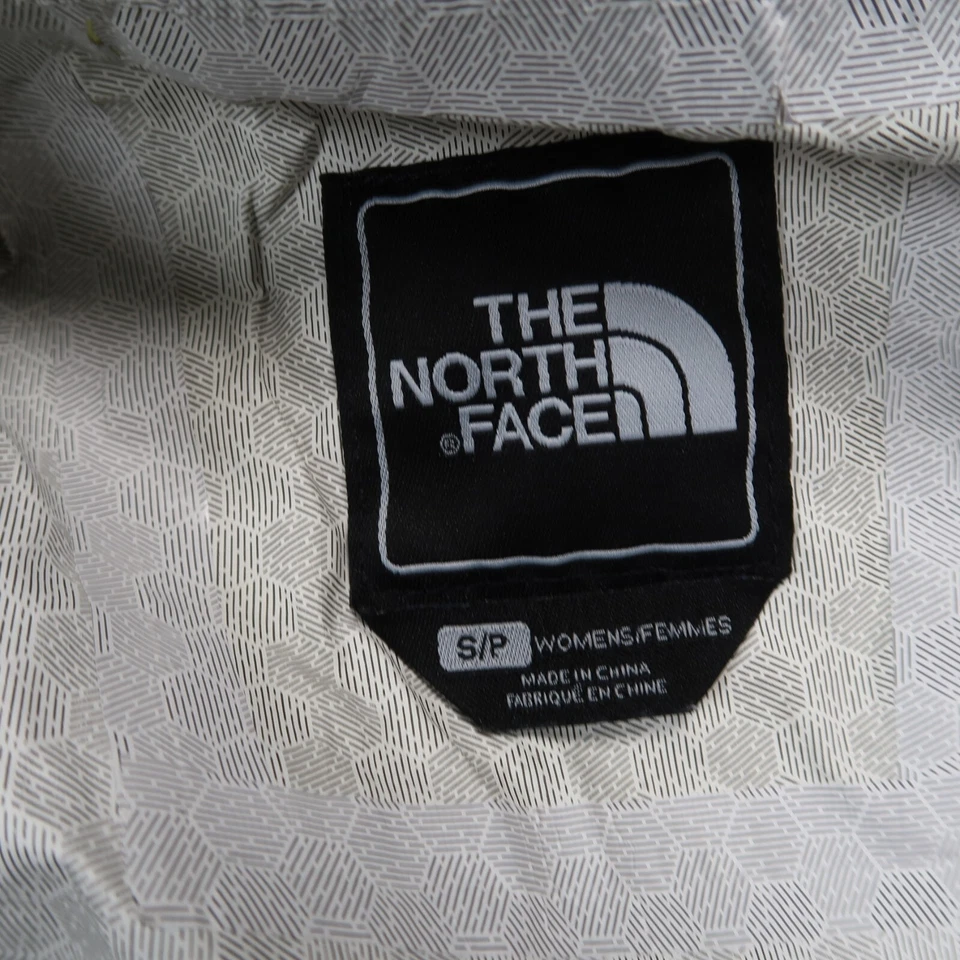 THE
NORTH
®FACE
S/P WOMENS/FEMMES
MADE IN CHINA
FABRIQUÉ EN CHINE